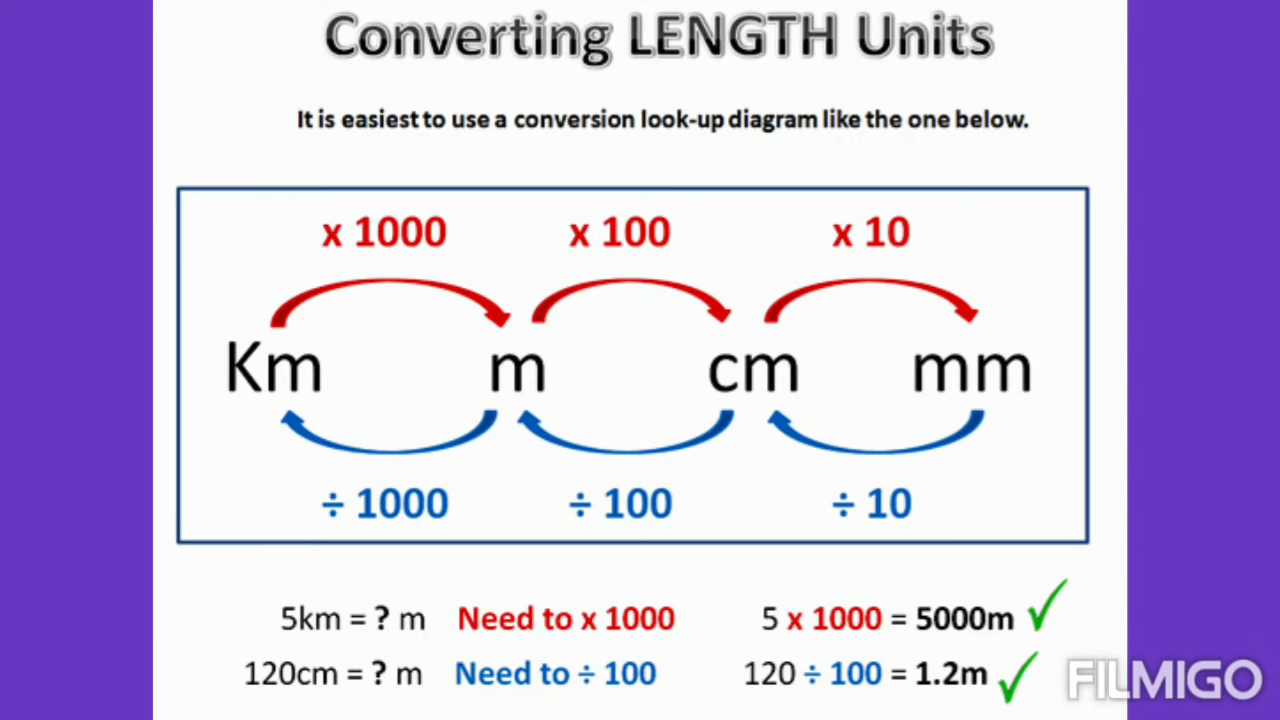 Converting LENGTH Units
It is easiest to use a conversion look-up diagram like the one below.
x 1000 x 100 x 10
Km m cm mm
÷ 1000 ÷ 100 ÷ 10
5km = ? m Need to x 1000 5 x 1000 = 5000m
120cm = ? m Need to ÷ 100 120 ÷ 100 = 1.2m
FILMIGO